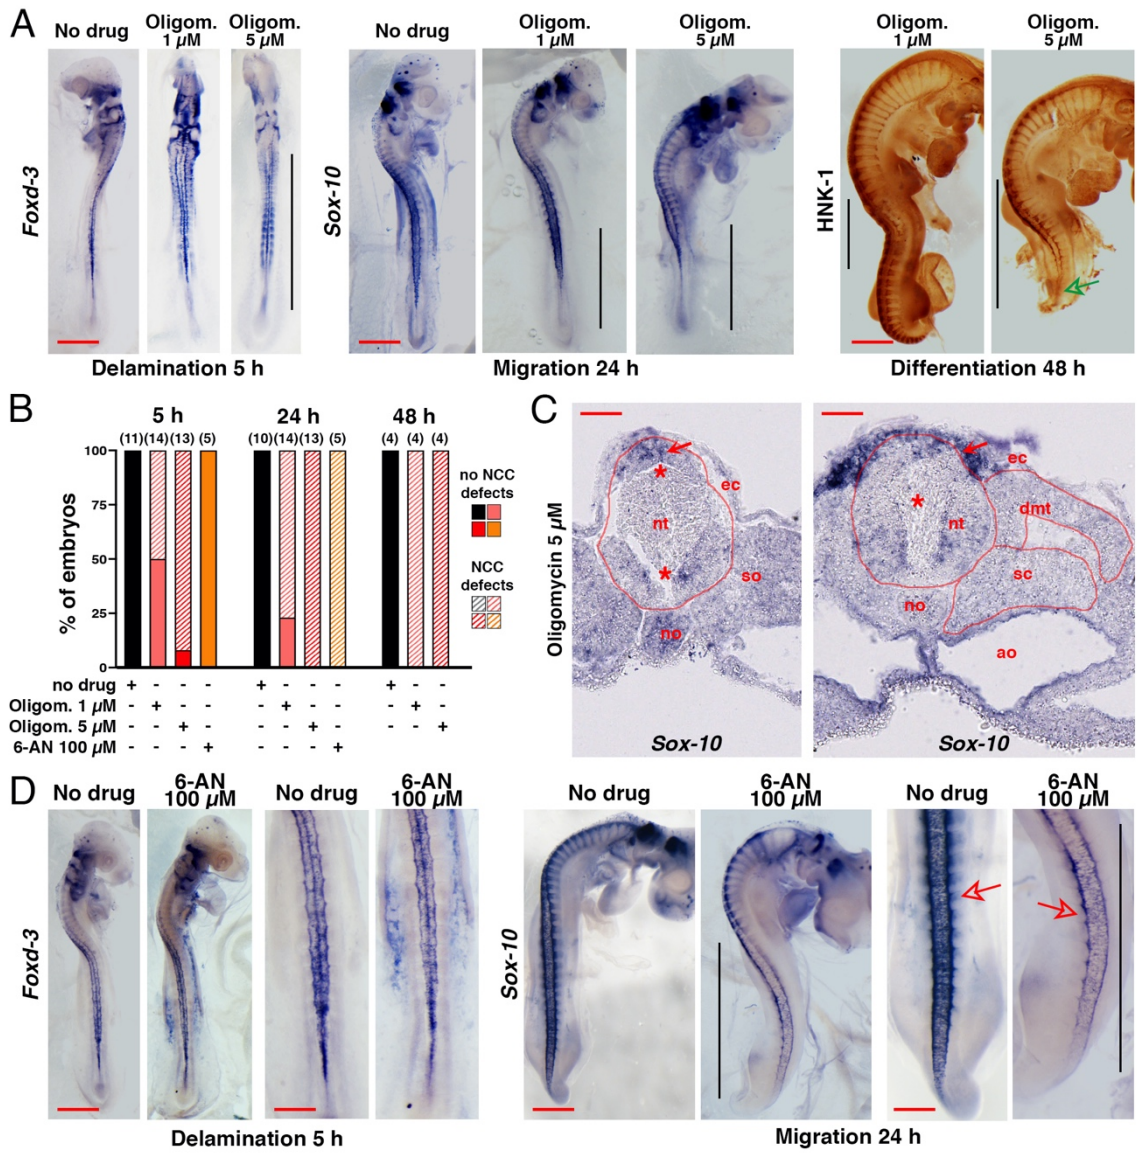 A
No drug
Oligom.
1 µM
Oligom.
5 µM
Foxd-3
Delamination 5 h
No drug
Oligom.
1 µM
Oligom.
5 µM
Sox-10
Migration 24 h
Oligom.
1 µM
Oligom.
5 µM
HNK-1
Differentiation 48 h
B
5 h
24 h
48 h
(11) (14) (13) (5)
(10) (14) (13) (5)
(4) (4) (4)
% of embryos
100
75
50
25
0
no NCC
defects
NCC
defects
no drug + - - - + - - - + - -
Oligom. 1 µM - + - - - + - - - + -
Oligom. 5 µM - - + - - - + - - - +
6-AN 100 µM - - - + - - - + - - -
C
Oligomycin 5 µM
*
ec
nt
*
so
no
Sox-10
ec
*
dmt
nt
sc
no
ao
Sox-10
D
No drug
6-AN
100 µM
No drug
6-AN
100 µM
Foxd-3
Delamination 5 h
No drug
6-AN
100 µM
No drug
6-AN
100 µM
Sox-10
Migration 24 h